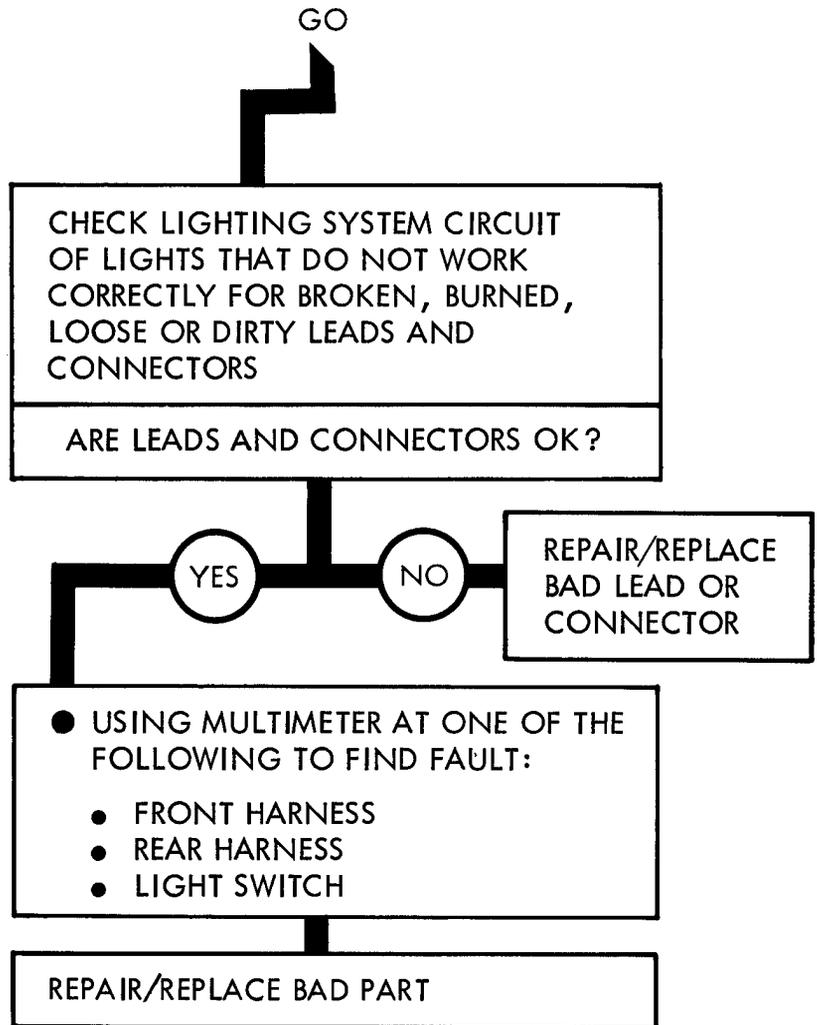 GO
CHECK LIGHTING SYSTEM CIRCUIT
OF LIGHTS THAT DO NOT WORK
CORRECTLY FOR BROKEN, BURNED,
LOOSE OR DIRTY LEADS AND
CONNECTORS
ARE LEADS AND CONNECTORS OK?
YES
NO
REPAIR/REPLACE
BAD LEAD OR
CONNECTOR
● USING MULTIMETER AT ONE OF THE
FOLLOWING TO FIND FAULT:
● FRONT HARNESS
● REAR HARNESS
● LIGHT SWITCH
REPAIR/REPLACE BAD PART